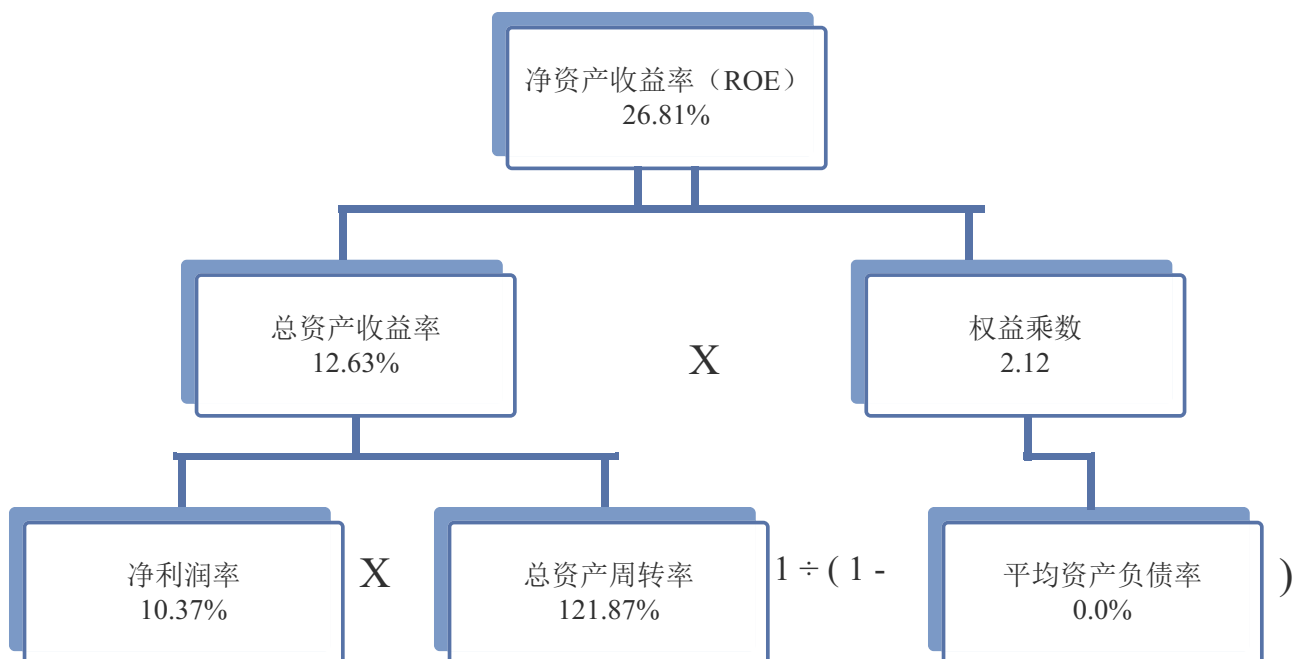 净资产收益率（ROE）
26.81%
总资产收益率
12.63%
X
权益乘数
2.12
净利润率
10.37%
X
总资产周转率
121.87%
1 ÷ ( 1 -
平均资产负债率
0.0%
)